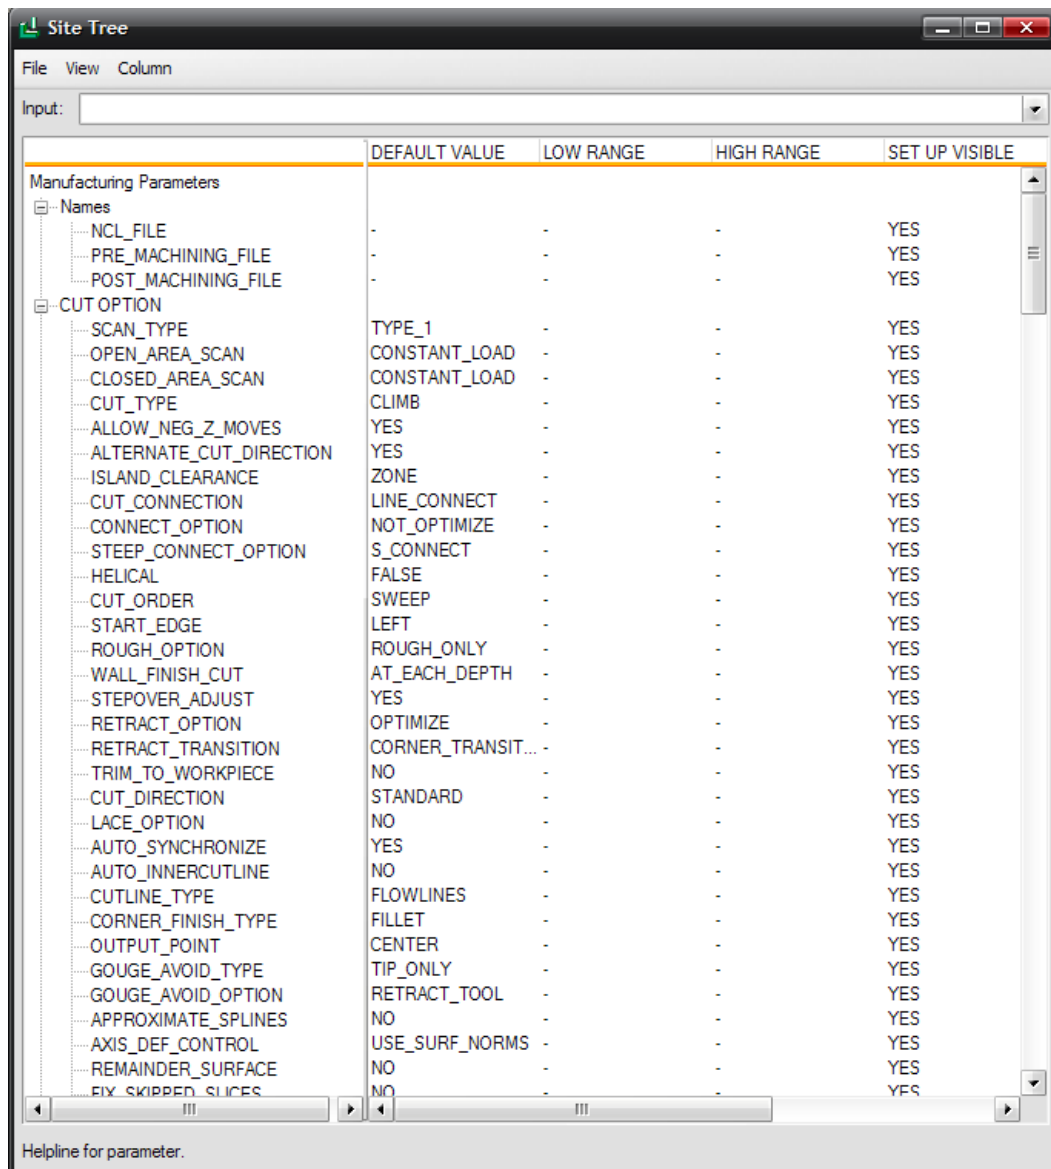 Site Tree
File View Column
Input:
DEFAULT VALUE LOW RANGE HIGH RANGE SET UP VISIBLE
Manufacturing Parameters
Names
NCL_FILE - - - YES
PRE_MACHINING_FILE - - - YES
POST_MACHINING_FILE - - - YES
CUT OPTION
SCAN_TYPE TYPE_1 - - YES
OPEN_AREA_SCAN CONSTANT_LOAD - - YES
CLOSED_AREA_SCAN CONSTANT_LOAD - - YES
CUT_TYPE CLIMB - - YES
ALLOW_NEG_Z_MOVES YES - - YES
ALTERNATE_CUT_DIRECTION YES - - YES
ISLAND_CLEARANCE ZONE - - YES
CUT_CONNECTION LINE_CONNECT - - YES
CONNECT_OPTION NOT_OPTIMIZE - - YES
STEEP_CONNECT_OPTION S_CONNECT - - YES
HELICAL FALSE - - YES
CUT_ORDER SWEEP - - YES
START_EDGE LEFT - - YES
ROUGH_OPTION ROUGH_ONLY - - YES
WALL_FINISH_CUT AT_EACH_DEPTH - - YES
STEPOVER_ADJUST YES - - YES
RETRACT_OPTION OPTIMIZE - - YES
RETRACT_TRANSITION CORNER_TRANSIT... - - YES
TRIM_TO_WORKPIECE NO - - YES
CUT_DIRECTION STANDARD - - YES
LACE_OPTION NO - - YES
AUTO_SYNCHRONIZE YES - - YES
AUTO_INNERCUTLINE NO - - YES
CUTLINE_TYPE FLOWLINES - - YES
CORNER_FINISH_TYPE FILLET - - YES
OUTPUT_POINT CENTER - - YES
GOUGE_AVOID_TYPE TIP_ONLY - - YES
GOUGE_AVOID_OPTION RETRACT_TOOL - - YES
APPROXIMATE_SPLINES NO - - YES
AXIS_DEF_CONTROL USE_SURF_NORMS - - YES
REMAINDER_SURFACE NO - - YES
FIX_SKIPPED_SLICES NO - - YES
Helpline for parameter.